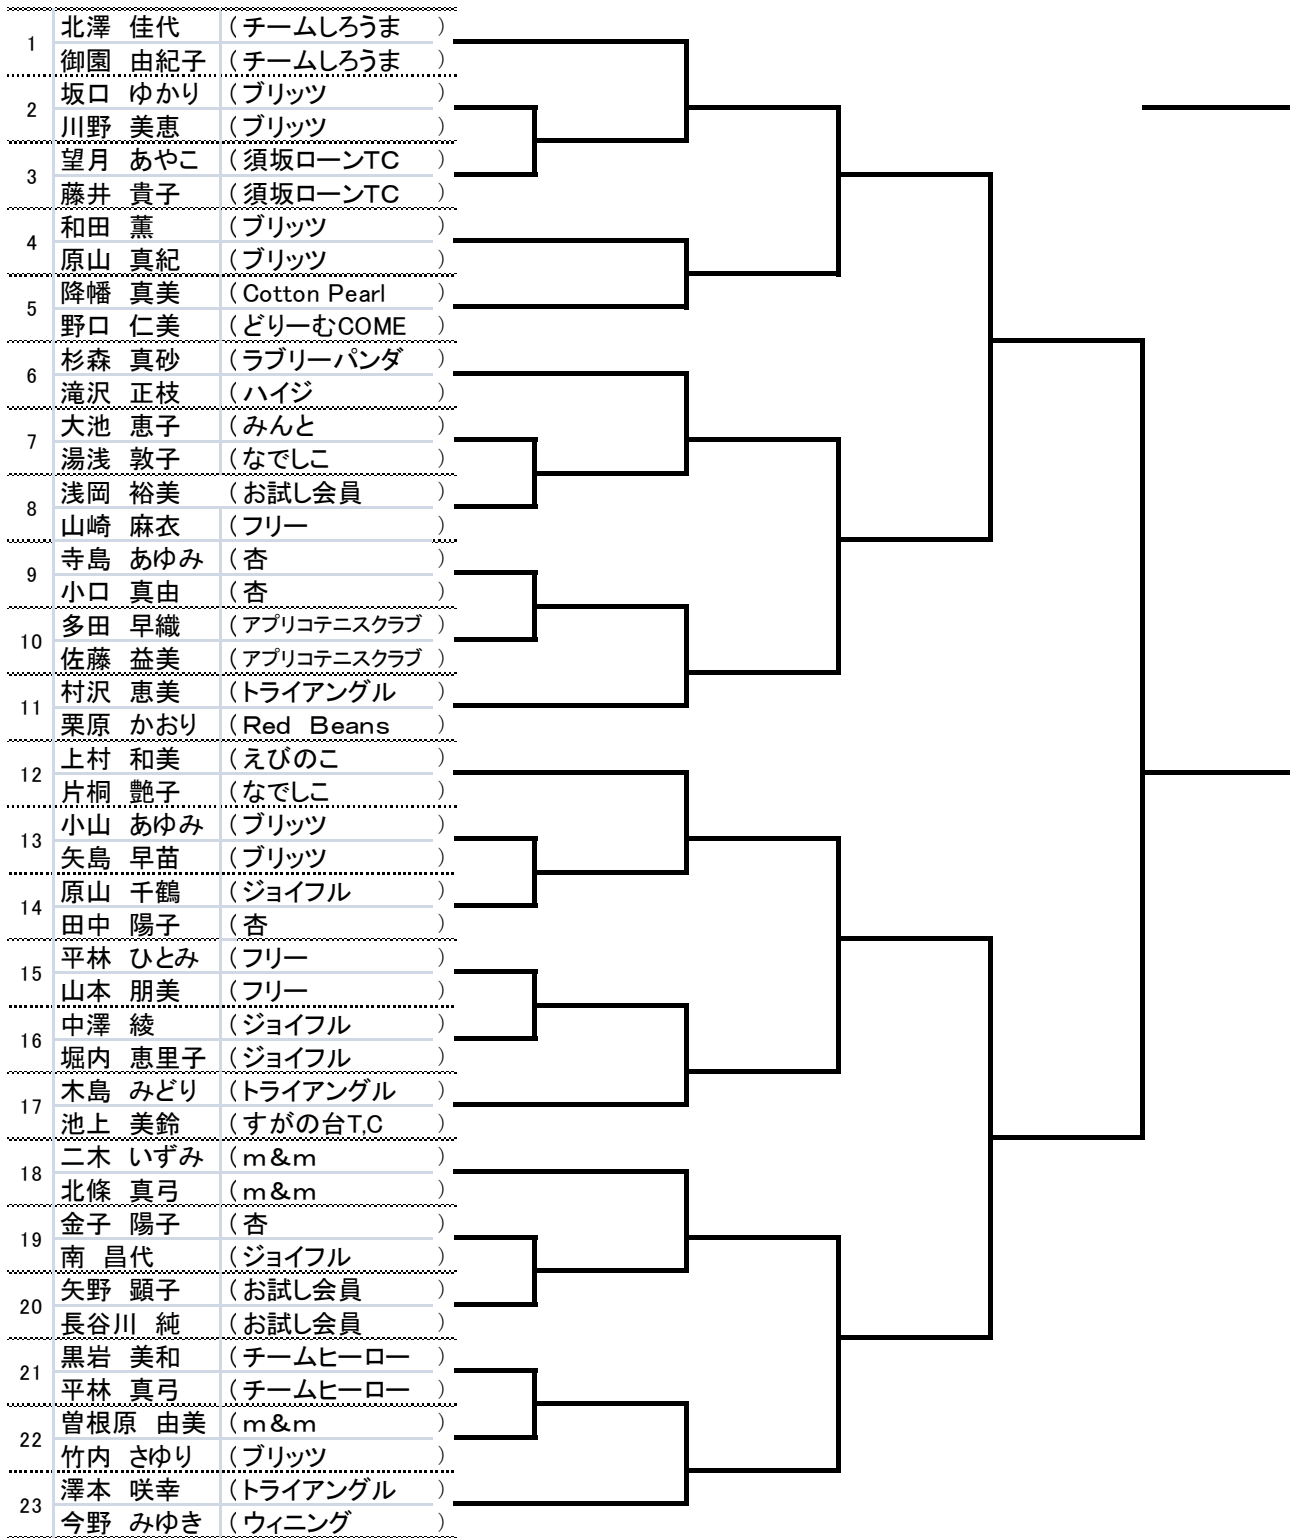 1
北澤　佳代 （チームしろうま ）
御園　由紀子 （チームしろうま ）
2
坂口　ゆかり （ブリッツ ）
川野　美恵 （ブリッツ ）
3
望月　あやこ （須坂ローンTC ）
藤井　貴子 （須坂ローンTC ）
4
和田　薫 （ブリッツ ）
原山　真紀 （ブリッツ ）
5
降幡　真美 （Cotton Pearl ）
野口　仁美 （どりーむCOME ）
6
杉森　真砂 （ラブリーパンダ ）
滝沢　正枝 （ハイジ ）
7
大池　恵子 （みんと ）
湯浅　敦子 （なでしこ ）
8
浅岡　裕美 （お試し会員 ）
山崎　麻衣 （フリー ）
9
寺島　あゆみ （杏 ）
小口　真由 （杏 ）
10
多田　早織 （アプリコテニスクラブ ）
佐藤　益美 （アプリコテニスクラブ ）
11
村沢　恵美 （トライアングル ）
栗原　かおり （Ｒｅｄ　Ｂｅａｎｓ ）
12
上村　和美 （えびのこ ）
片桐　艶子 （なでしこ ）
13
小山　あゆみ （ブリッツ ）
矢島　早苗 （ブリッツ ）
14
原山　千鶴 （ジョイフル ）
田中　陽子 （杏 ）
15
平林　ひとみ （フリー ）
山本　朋美 （フリー ）
16
中澤　綾 （ジョイフル ）
堀内　恵里子 （ジョイフル ）
17
木島　みどり （トライアングル ）
池上　美鈴 （すがの台T,C ）
18
二木　いずみ （ｍ＆ｍ ）
北條　真弓 （ｍ＆ｍ ）
19
金子　陽子 （杏 ）
南　昌代 （ジョイフル ）
20
矢野　顕子 （お試し会員 ）
長谷川　純 （お試し会員 ）
21
黒岩　美和 （チームヒーロー ）
平林　真弓 （チームヒーロー ）
22
曽根原　由美 （ｍ＆ｍ ）
竹内　さゆり （ブリッツ ）
23
澤本　咲幸 （トライアングル ）
今野　みゆき （ウィニング ）